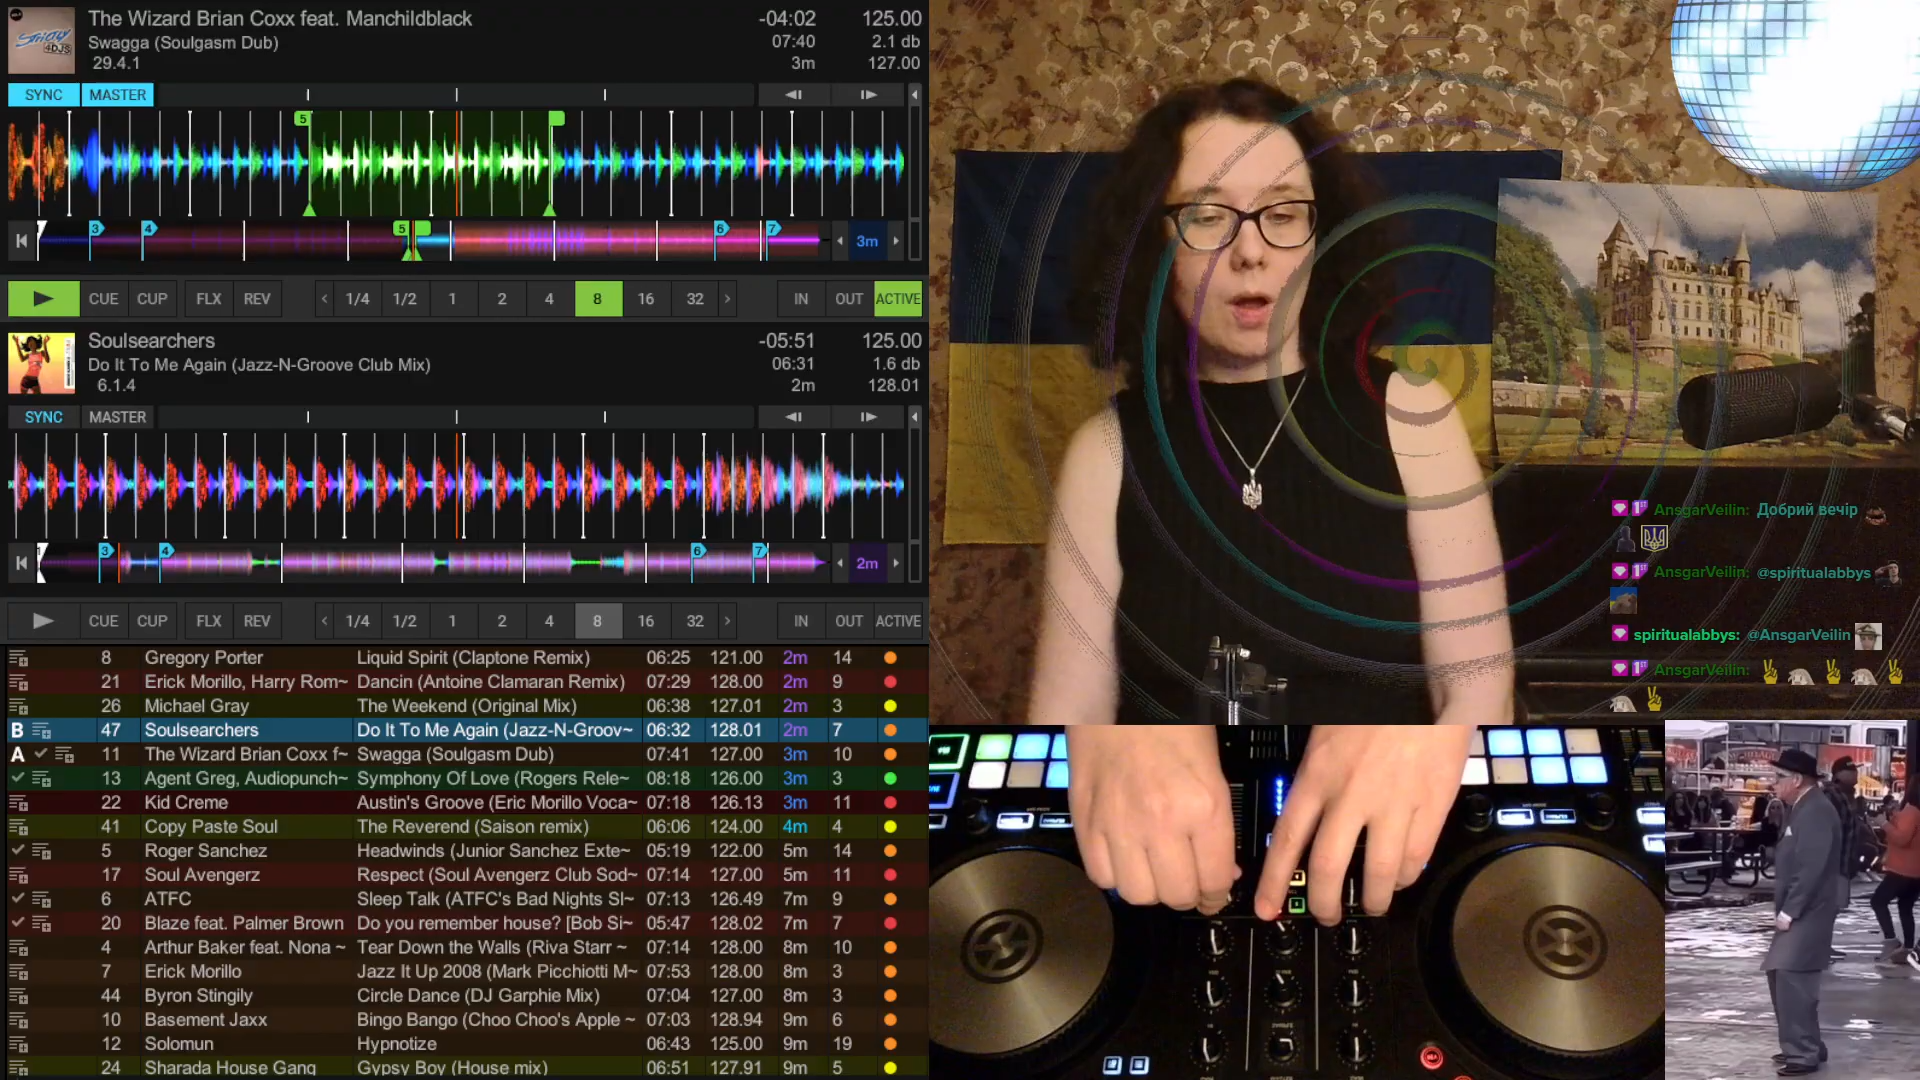 The Wizard Brian Coxx feat. Manchildblack -04:02 125.00
Swagga (Soulgasm Dub) 07:40 2.1 db
29.4.1 3m 127.00
SYNC MASTER
5
3 4 5 6 7 3m
CUE CUP FLX REV 1/4 1/2 1 2 4 8 16 32 IN OUT ACTIVE
Soulsearchers -05:51 125.00
Do It To Me Again (Jazz-N-Groove Club Mix) 06:31 1.6 db
6.1.4 2m 128.01
SYNC MASTER
1 3 4 6 7 2m
CUE CUP FLX REV 1/4 1/2 1 2 4 8 16 32 IN OUT ACTIVE
8 Gregory Porter Liquid Spirit (Claptone Remix) 06:25 121.00 2m 14
21 Erick Morillo, Harry Rom~ Dancin (Antoine Clamaran Remix) 07:29 128.00 2m 9
26 Michael Gray The Weekend (Original Mix) 06:38 127.01 2m 3
B 47 Soulsearchers Do It To Me Again (Jazz-N-Groov~ 06:32 128.01 2m 7
A 11 The Wizard Brian Coxx f~ Swagga (Soulgasm Dub) 07:41 127.00 3m 10
13 Agent Greg, Audiopunch~ Symphony Of Love (Rogers Rele~ 08:18 126.00 3m 3
22 Kid Creme Austin's Groove (Eric Morillo Voca~ 07:18 126.13 3m 11
41 Copy Paste Soul The Reverend (Saison remix) 06:06 124.00 4m 4
5 Roger Sanchez Headwinds (Junior Sanchez Exte~ 05:19 122.00 5m 14
17 Soul Avengerz Respect (Soul Avengerz Club Sod~ 07:14 127.00 5m 11
6 ATFC Sleep Talk (ATFC's Bad Nights Sl~ 07:13 126.49 7m 9
20 Blaze feat. Palmer Brown Do you remember house? [Bob Si~ 05:47 128.02 7m 7
4 Arthur Baker feat. Nona ~ Tear Down the Walls (Riva Starr ~ 07:14 128.00 8m 10
7 Erick Morillo Jazz It Up 2008 (Mark Picchiotti M~ 07:53 128.00 8m 3
44 Byron Stingily Circle Dance (DJ Garphie Mix) 07:04 127.00 8m 3
10 Basement Jaxx Bingo Bango (Choo Choo's Apple ~ 07:03 128.94 9m 6
12 Solomun Hypnotize 06:43 125.00 9m 19
24 Sharada House Gang Gypsy Boy (House mix) 06:51 127.91 9m 5
AnsgarVeilin: Добрий вечір
AnsgarVeilin: @spiritualabbys
spiritualabbys: @AnsgarVeilin
AnsgarVeilin: